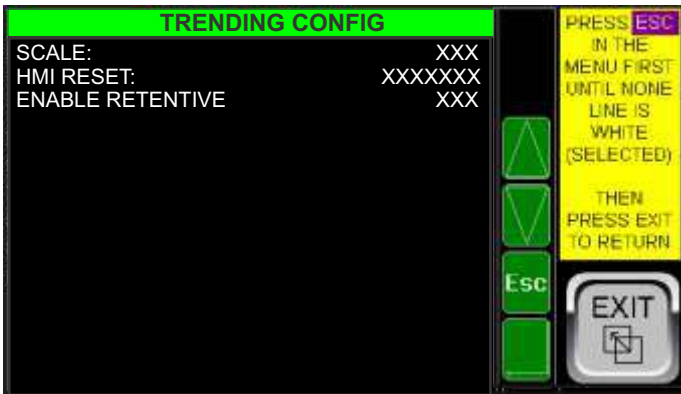 TRENDING CONFIG
SCALE: XXX
HMI RESET: XXXXXXX
ENABLE RETENTIVE XXX
Esc
PRESS ESC
IN THE
MENU FIRST
UNTIL NONE
LINE IS
WHITE
(SELECTED)
THEN
PRESS EXIT
TO RETURN
EXIT